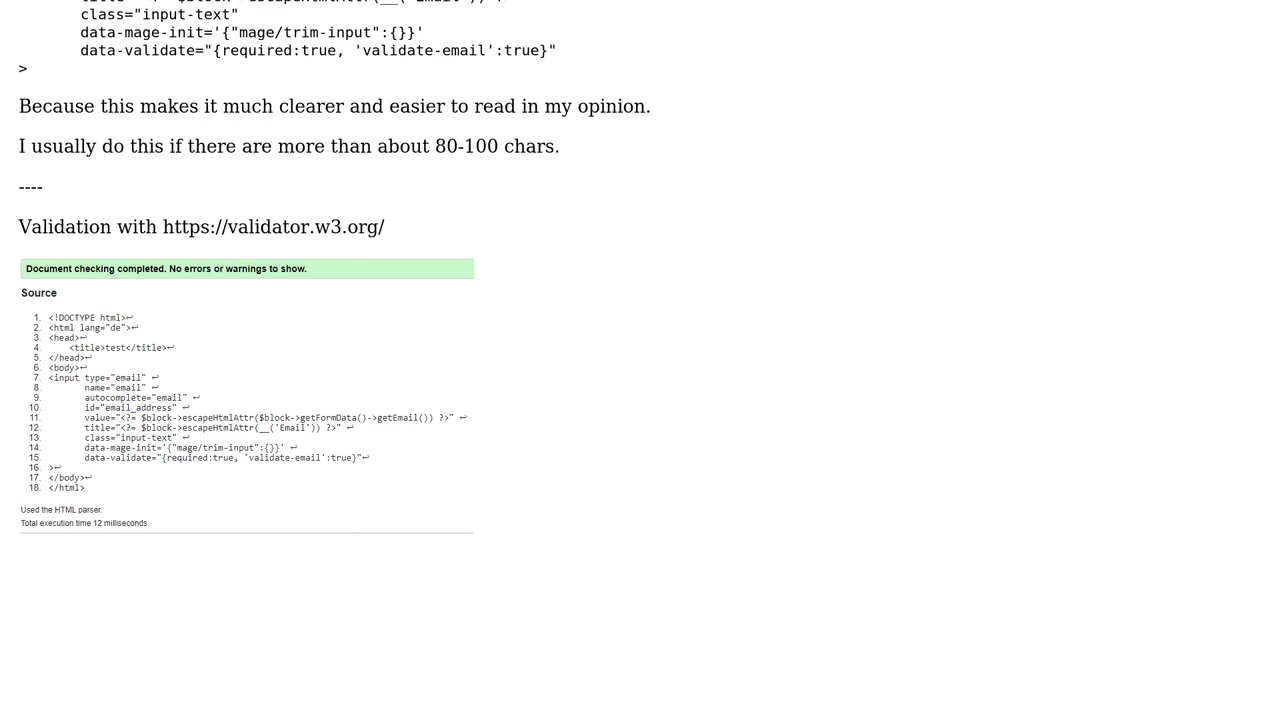 title="<?= $block->escapeHtmlAttr(__('Email')) ?>"
class="input-text"
data-mage-init='{"mage/trim-input":{}}'
data-validate="{required:true, 'validate-email':true}"
>
Because this makes it much clearer and easier to read in my opinion.
I usually do this if there are more than about 80-100 chars.
----
Validation with https://validator.w3.org/
Document checking completed. No errors or warnings to show.
Source
1. <!DOCTYPE html>↩
2. <html lang="de">↩
3. <head>↩
4. <title>test</title>↩
5. </head>↩
6. <body>↩
7. <input type="email" ↩
8. name="email" ↩
9. autocomplete="email" ↩
10. id="email_address" ↩
11. value="<?= $block->escapeHtmlAttr($block->getFormData()->getEmail()) ?>" ↩
12. title="<?= $block->escapeHtmlAttr(__('Email')) ?>" ↩
13. class="input-text" ↩
14. data-mage-init='{"mage/trim-input":{}}' ↩
15. data-validate="{required:true, 'validate-email':true}"↩
16. >↩
17. </body>↩
18. </html>
Used the HTML parser.
Total execution time 12 milliseconds.